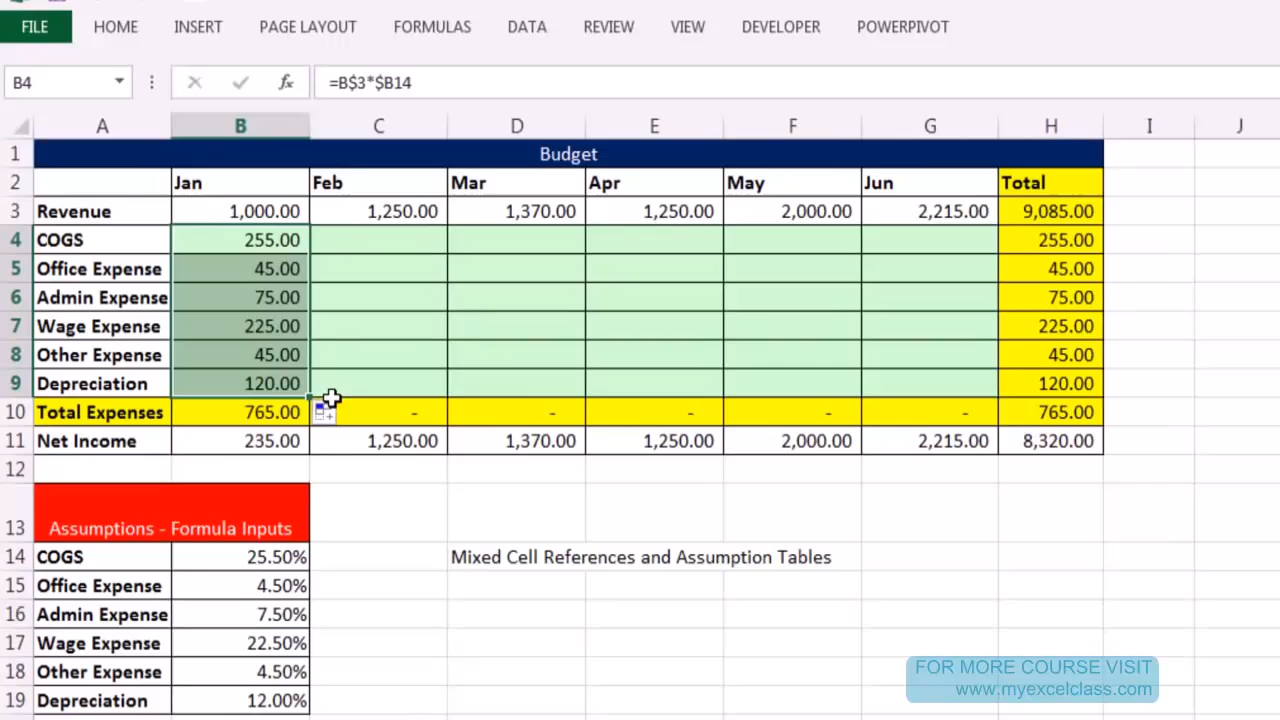 FILE HOME INSERT PAGE LAYOUT FORMULAS DATA REVIEW VIEW DEVELOPER POWERPIVOT
B4 fx =B$3*$B14
A B C D E F G H I J
1 Budget
2 Jan Feb Mar Apr May Jun Total
3 Revenue 1,000.00 1,250.00 1,370.00 1,250.00 2,000.00 2,215.00 9,085.00
4 COGS 255.00 255.00
5 Office Expense 45.00 45.00
6 Admin Expense 75.00 75.00
7 Wage Expense 225.00 225.00
8 Other Expense 45.00 45.00
9 Depreciation 120.00 120.00
10 Total Expenses 765.00 - - - - - 765.00
11 Net Income 235.00 1,250.00 1,370.00 1,250.00 2,000.00 2,215.00 8,320.00
12
13 Assumptions - Formula Inputs
14 COGS 25.50% Mixed Cell References and Assumption Tables
15 Office Expense 4.50%
16 Admin Expense 7.50%
17 Wage Expense 22.50%
18 Other Expense 4.50%
19 Depreciation 12.00%
FOR MORE COURSE VISIT
www.myexcelclass.com